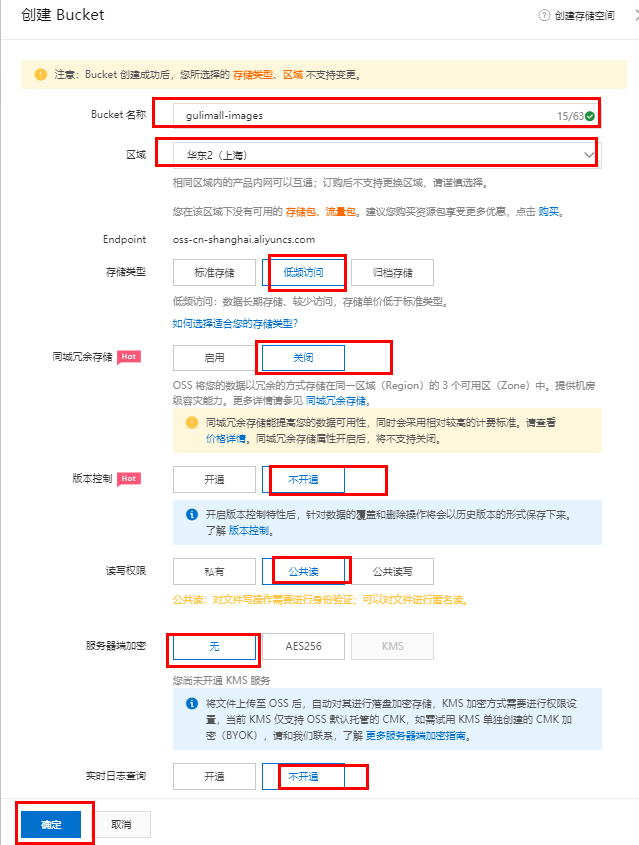 创建 Bucket
创建存储空间
注意：Bucket 创建成功后，您所选择的 存储类型、区域 不支持变更。
Bucket 名称
gulimall-images
15/63
区域
华东2（上海）
相同区域内的产品内网可以互通；订购后不支持更换区域，请谨慎选择。
您在该区域下没有可用的 存储包、流量包。建议您购买资源包享受更多优惠，点击 购买。
Endpoint
oss-cn-shanghai.aliyuncs.com
存储类型
标准存储
低频访问
归档存储
低频访问：数据长期存储、较少访问，存储单价低于标准类型。
如何选择适合您的存储类型?
同城冗余存储 Hot
启用
关闭
OSS 将您的数据以冗余的方式存储在同一区域（Region）的 3 个可用区（Zone）中。提供机房
级容灾能力。更多详情请参见 同城冗余存储。
同城冗余存储能提高您的数据可用性，同时会采用相对较高的计费标准。请查看
价格详情。同城冗余存储属性开启后，将不支持关闭。
版本控制 Hot
开通
不开通
开启版本控制特性后，针对数据的覆盖和删除操作将会以历史版本的形式保存下来。
了解 版本控制。
读写权限
私有
公共读
公共读写
公共读：对文件写操作需要进行身份验证；可以对文件进行匿名读。
服务器端加密
无
AES256
KMS
您尚未开通 KMS 服务
将文件上传至 OSS 后，自动对其进行落盘加密存储，KMS 加密方式需要进行权限设
置，当前 KMS 仅支持 OSS 默认托管的 CMK，如需试用 KMS 单独创建的 CMK 加
密（BYOK），请和我们联系，了解 更多服务器端加密指南。
实时日志查询
开通
不开通
确定
取消